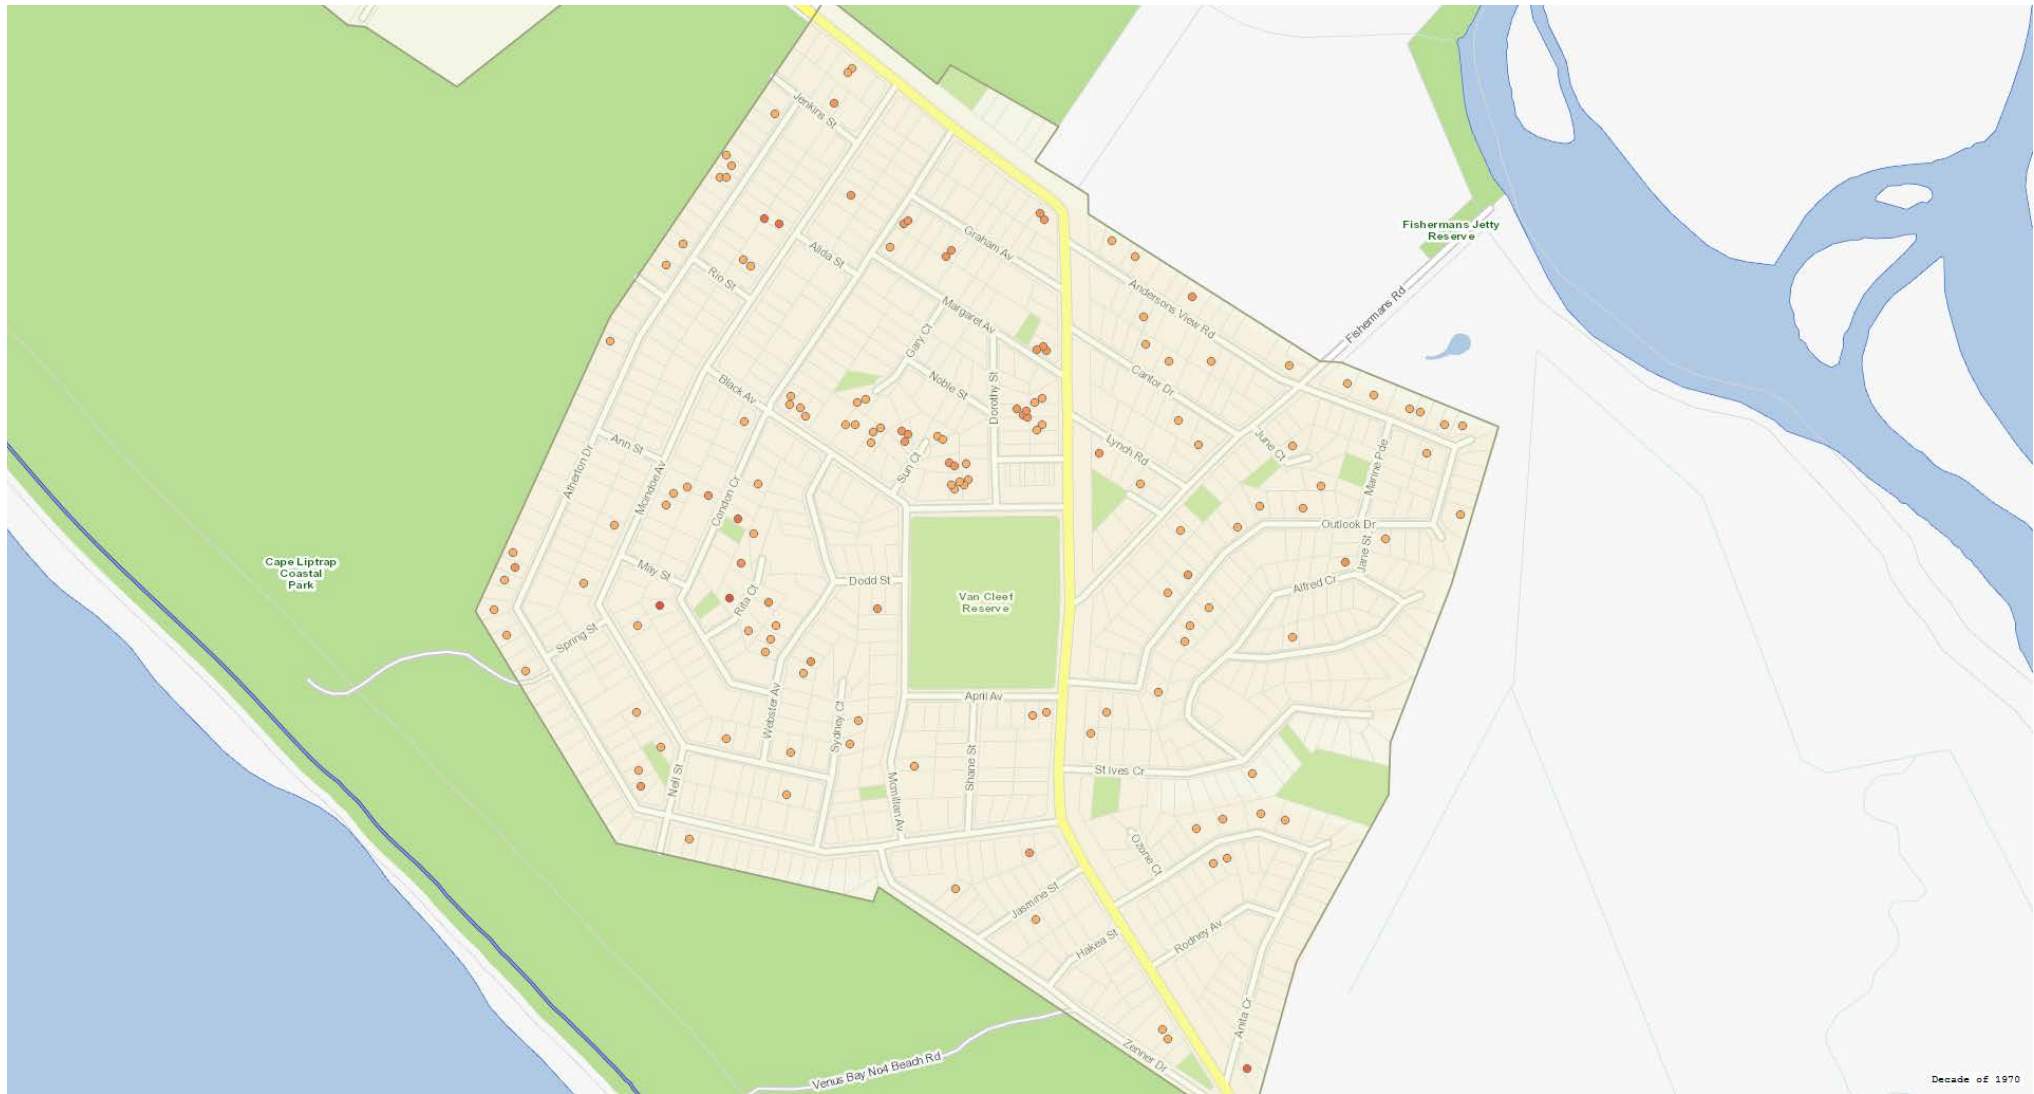 Jenkins St
Fishermans Jetty
Reserve
Graham Av
Alida St
Rio St
Andersons View Rd
Fishermans Rd
Margaret Av
Gary Ct
Cantor Dr
Noble St
Dorothy St
Black Av
Lynch Rd
June Ct
Ann St
Atherton Dr
Mcindoe Av
Sun Ct
Marine Pde
Condon Cr
Outlook Dr
Jane St
Cape Liptrap
Coastal
Park
May St
Dodd St
Alfred Cr
Rita Ct
Van Cleef
Reserve
Spring St
April Av
Webster Av
Sydney Ct
Shane St
St Ives Cr
Nell St
Mcmillan Av
Ozone Ct
Jasmine St
Hakea St
Rodney Av
Anita Cr
Zenner Dr
Venus Bay No4 Beach Rd
Decade of 1970